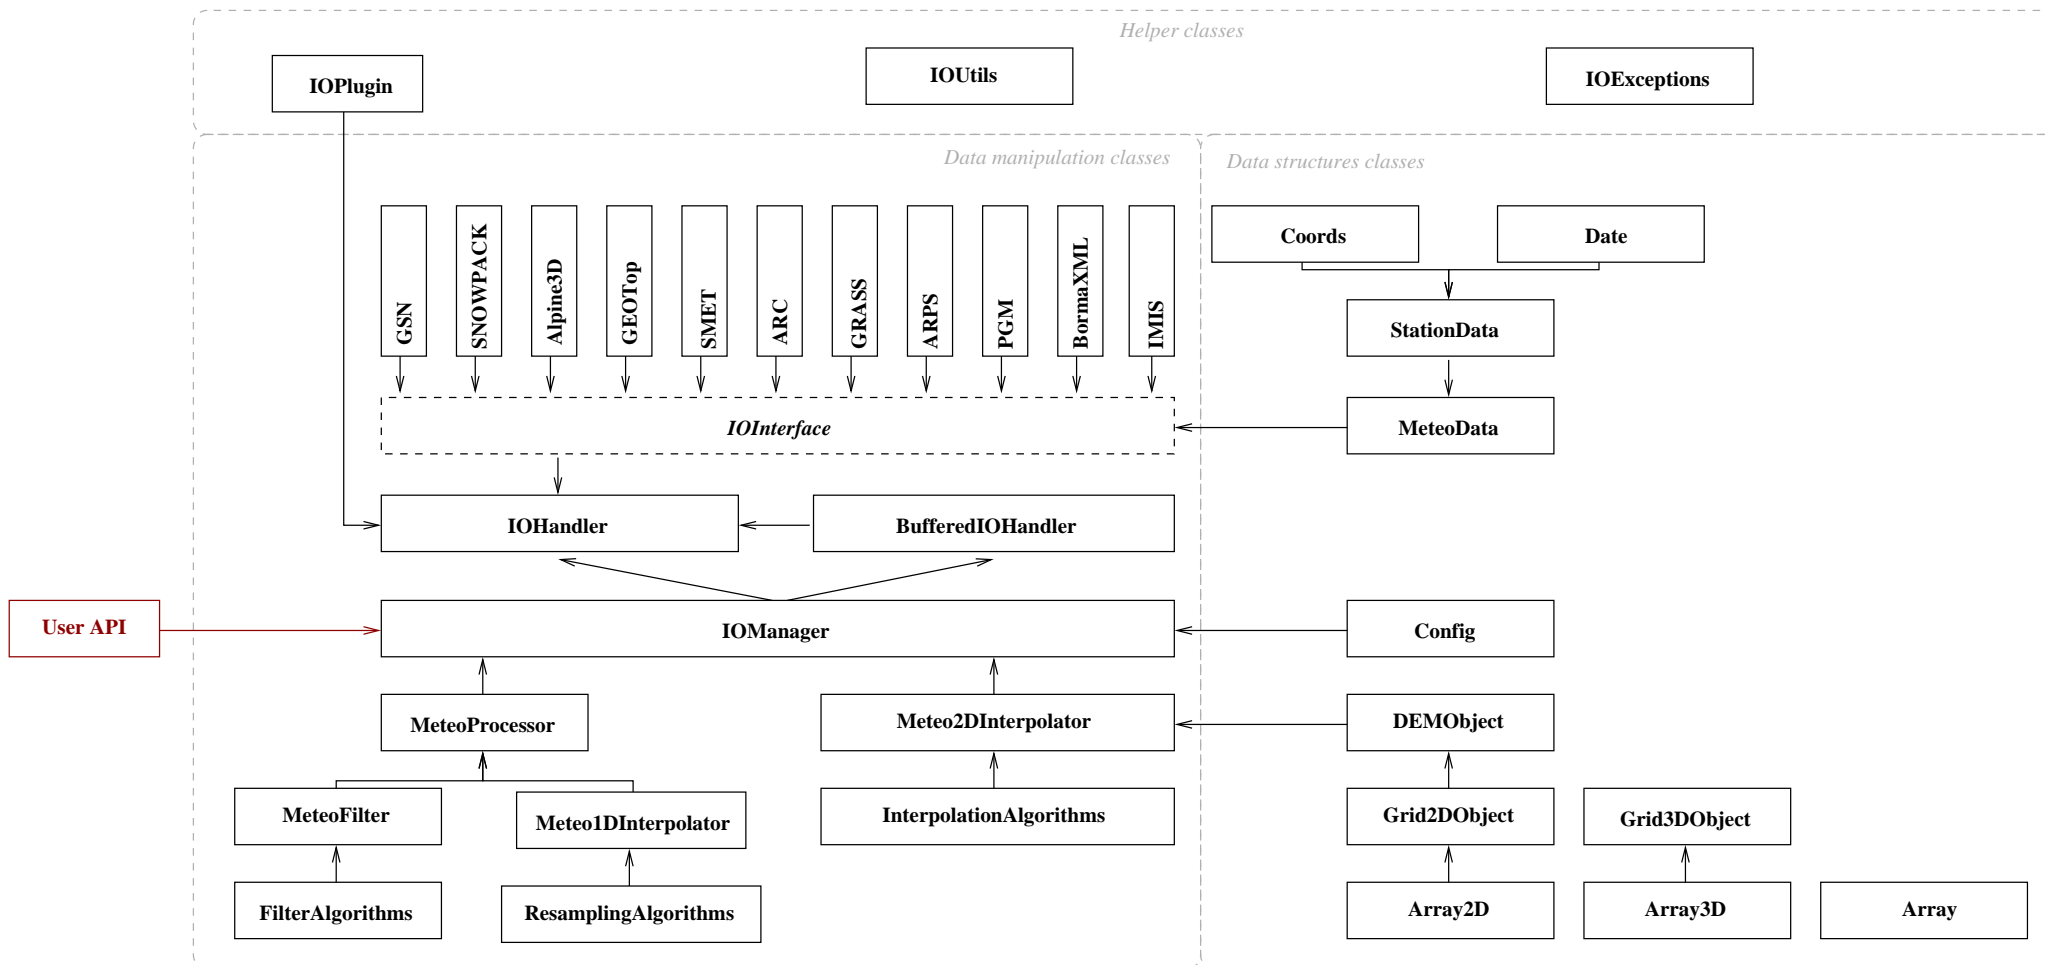 Helper classes
IOPlugin
IOUtils
IOExceptions
Data manipulation classes
Data structures classes
GSN
SNOWPACK
Alpine3D
GEOTop
SMET
ARC
GRASS
ARPS
PGM
BormaXML
IMIS
Coords
Date
StationData
IOInterface
MeteoData
IOHandler
BufferedIOHandler
User API
IOManager
Config
MeteoProcessor
Meteo2DInterpolator
DEMObject
MeteoFilter
Meteo1DInterpolator
InterpolationAlgorithms
Grid2DObject
Grid3DObject
FilterAlgorithms
ResamplingAlgorithms
Array2D
Array3D
Array